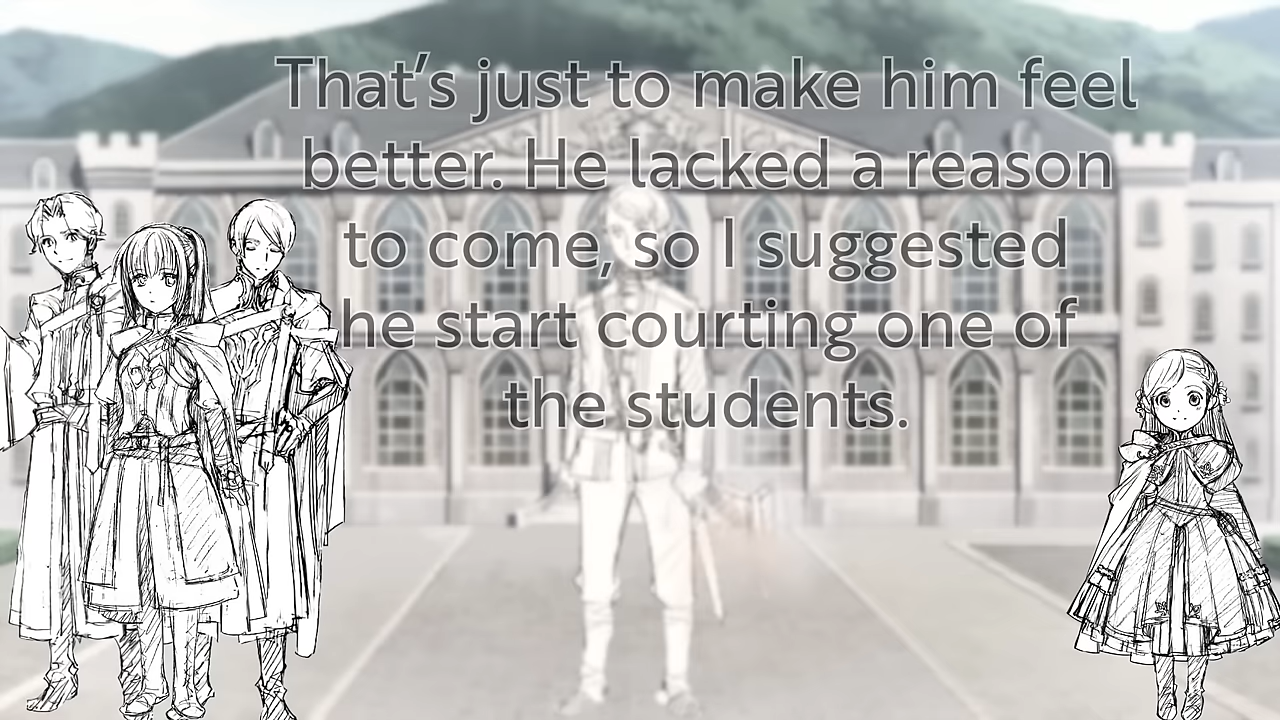 That's just to make him feel
better. He lacked a reason
to come, so I suggested
he start courting one of
the students.